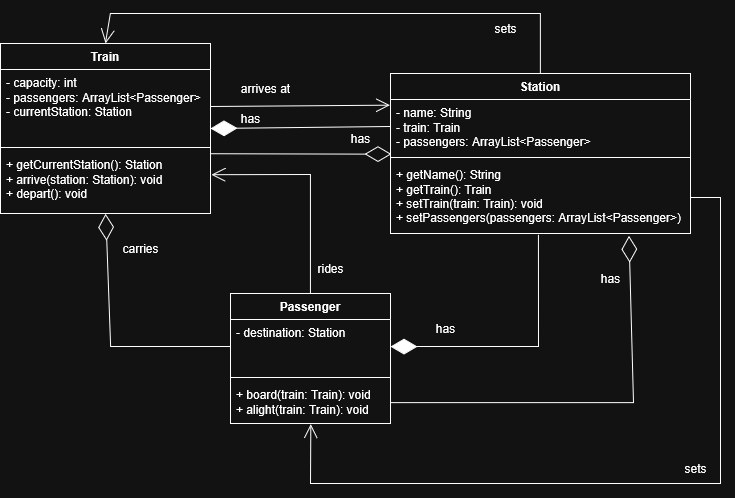 sets
Train
- capacity: int
- passengers: ArrayList<Passenger>
- currentStation: Station
+ getCurrentStation(): Station
+ arrive(station: Station): void
+ depart(): void
arrives at
has
has
Station
- name: String
- train: Train
- passengers: ArrayList<Passenger>
+ getName(): String
+ getTrain(): Train
+ setTrain(train: Train): void
+ setPassengers(passengers: ArrayList<Passenger>)
carries
rides
has
Passenger
- destination: Station
+ board(train: Train): void
+ alight(train: Train): void
has
sets